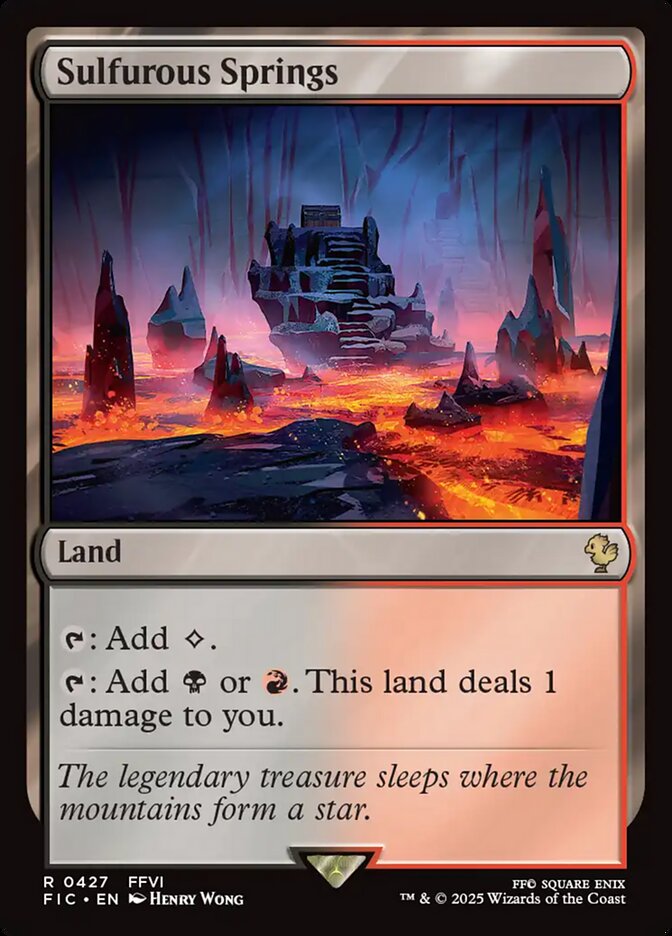 Sulfurous Springs
Land
: Add .
: Add  or . This land deals 1
damage to you.
The legendary treasure sleeps where the
mountains form a star.
R 0427 FFVI
FIC • EN Henry Wong
FF© SQUARE ENIX
™ & © 2025 Wizards of the Coast